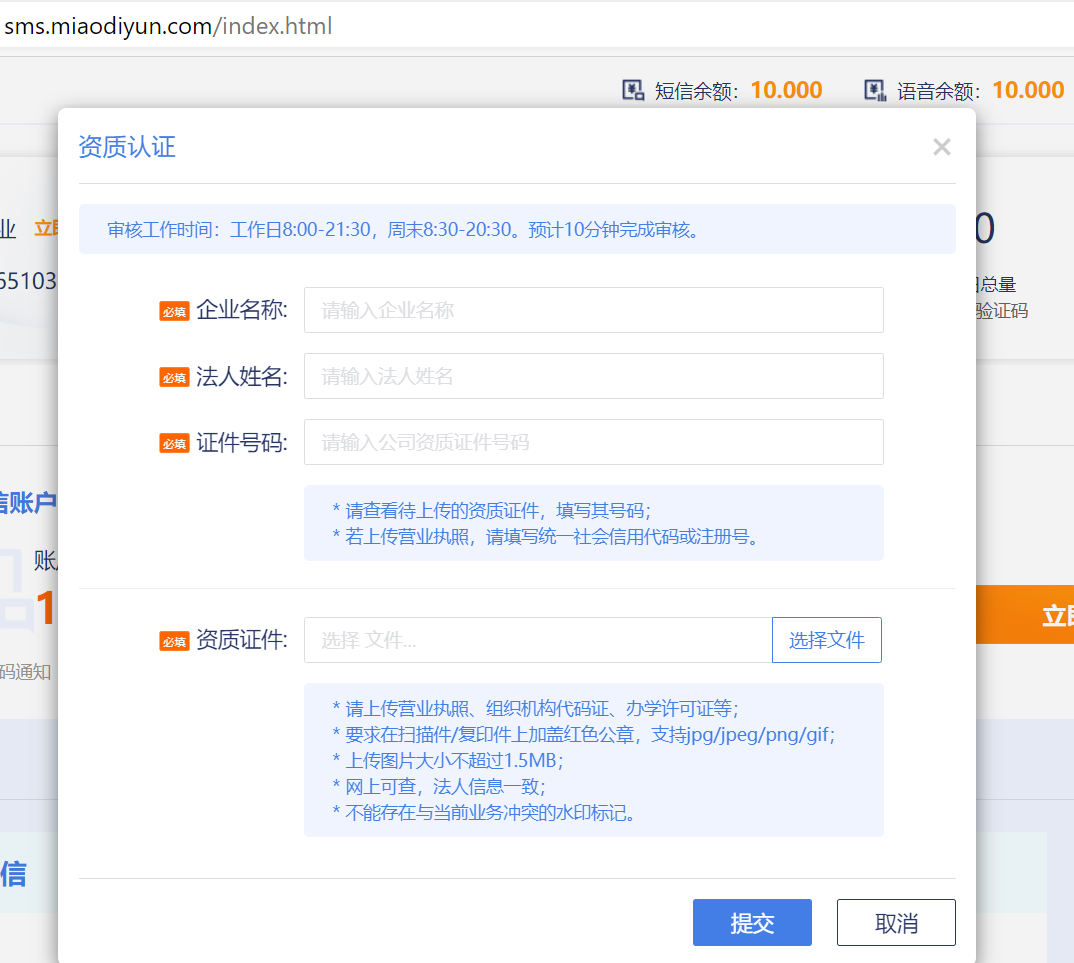 sms.miaodiyun.com/index.html
短信余额：10.000 语音余额：10.000
资质认证
×
审核工作时间：工作日8:00-21:30，周末8:30-20:30。预计10分钟完成审核。
业 立即
0
65103
日总量
验证码
必填 企业名称: 请输入企业名称
必填 法人姓名: 请输入法人姓名
必填 证件号码: 请输入公司资质证件号码
* 请查看待上传的资质证件，填写其号码；
* 若上传营业执照，请填写统一社会信用代码或注册号。
信账户
账户
1
码通知
立即
必填 资质证件: 选择 文件... 选择文件
* 请上传营业执照、组织机构代码证、办学许可证等；
* 要求在扫描件/复印件上加盖红色公章，支持jpg/jpeg/png/gif；
* 上传图片大小不超过1.5MB；
* 网上可查，法人信息一致；
* 不能存在与当前业务冲突的水印标记。
信
提交 取消